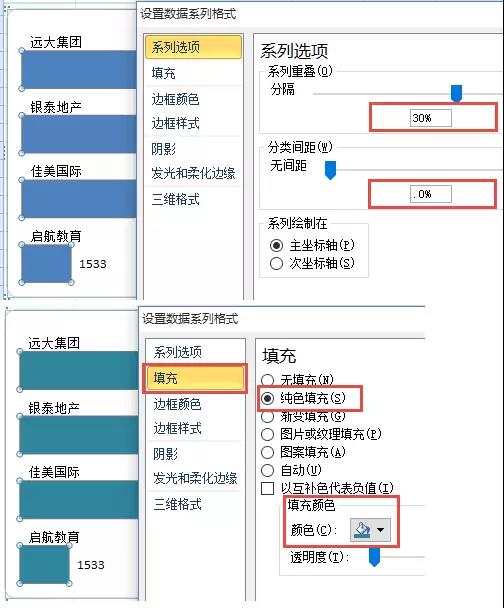 设置数据系列格式
远大集团
银泰地产
佳美国际
启航教育
1533
系列选项
填充
边框颜色
边框样式
阴影
发光和柔化边缘
三维格式
系列选项
系列重叠(O)
分隔
30%
分类间距(W)
无间距
.0%
系列绘制在
主坐标轴(P)
次坐标轴(S)
设置数据系列格式
远大集团
银泰地产
佳美国际
启航教育
1533
系列选项
填充
边框颜色
边框样式
阴影
发光和柔化边缘
三维格式
填充
无填充(N)
纯色填充(S)
渐变填充(G)
图片或纹理填充(P)
图案填充(A)
自动(U)
以互补色代表负值(I)
填充颜色
颜色(C):
透明度(T):